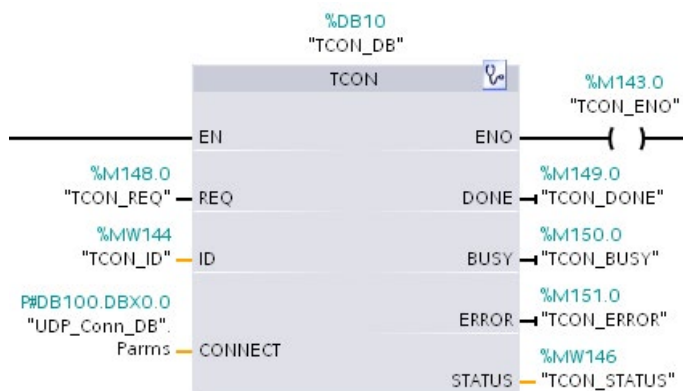 %DB10
"TCON_DB"
TCON
%M143.0
"TCON_ENO"
EN
ENO
%M148.0
"TCON_REQ"
REQ
DONE
%M149.0
"TCON_DONE"
%MW144
"TCON_ID"
ID
BUSY
%M150.0
"TCON_BUSY"
P#DB100.DBX0.0
"UDP_Conn_DB".
Parms
CONNECT
ERROR
%M151.0
"TCON_ERROR"
STATUS
%MW146
"TCON_STATUS"